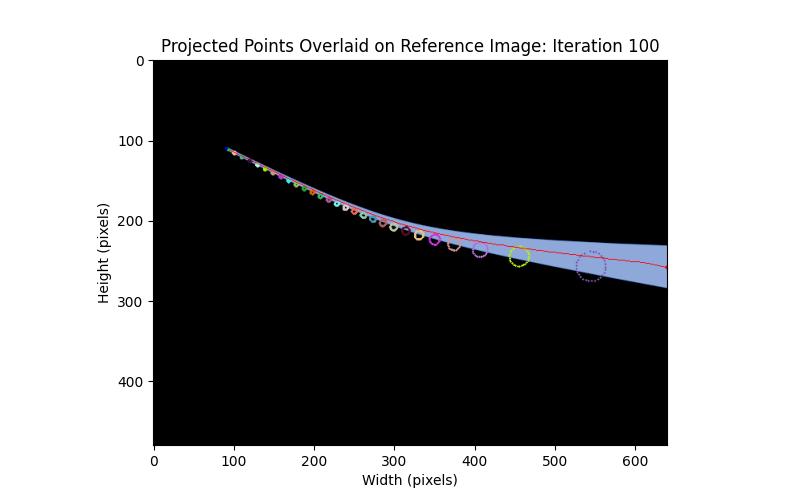 Projected Points Overlaid on Reference Image: Iteration 100
0
100
200
300
400
Height (pixels)
0 100 200 300 400 500 600
Width (pixels)